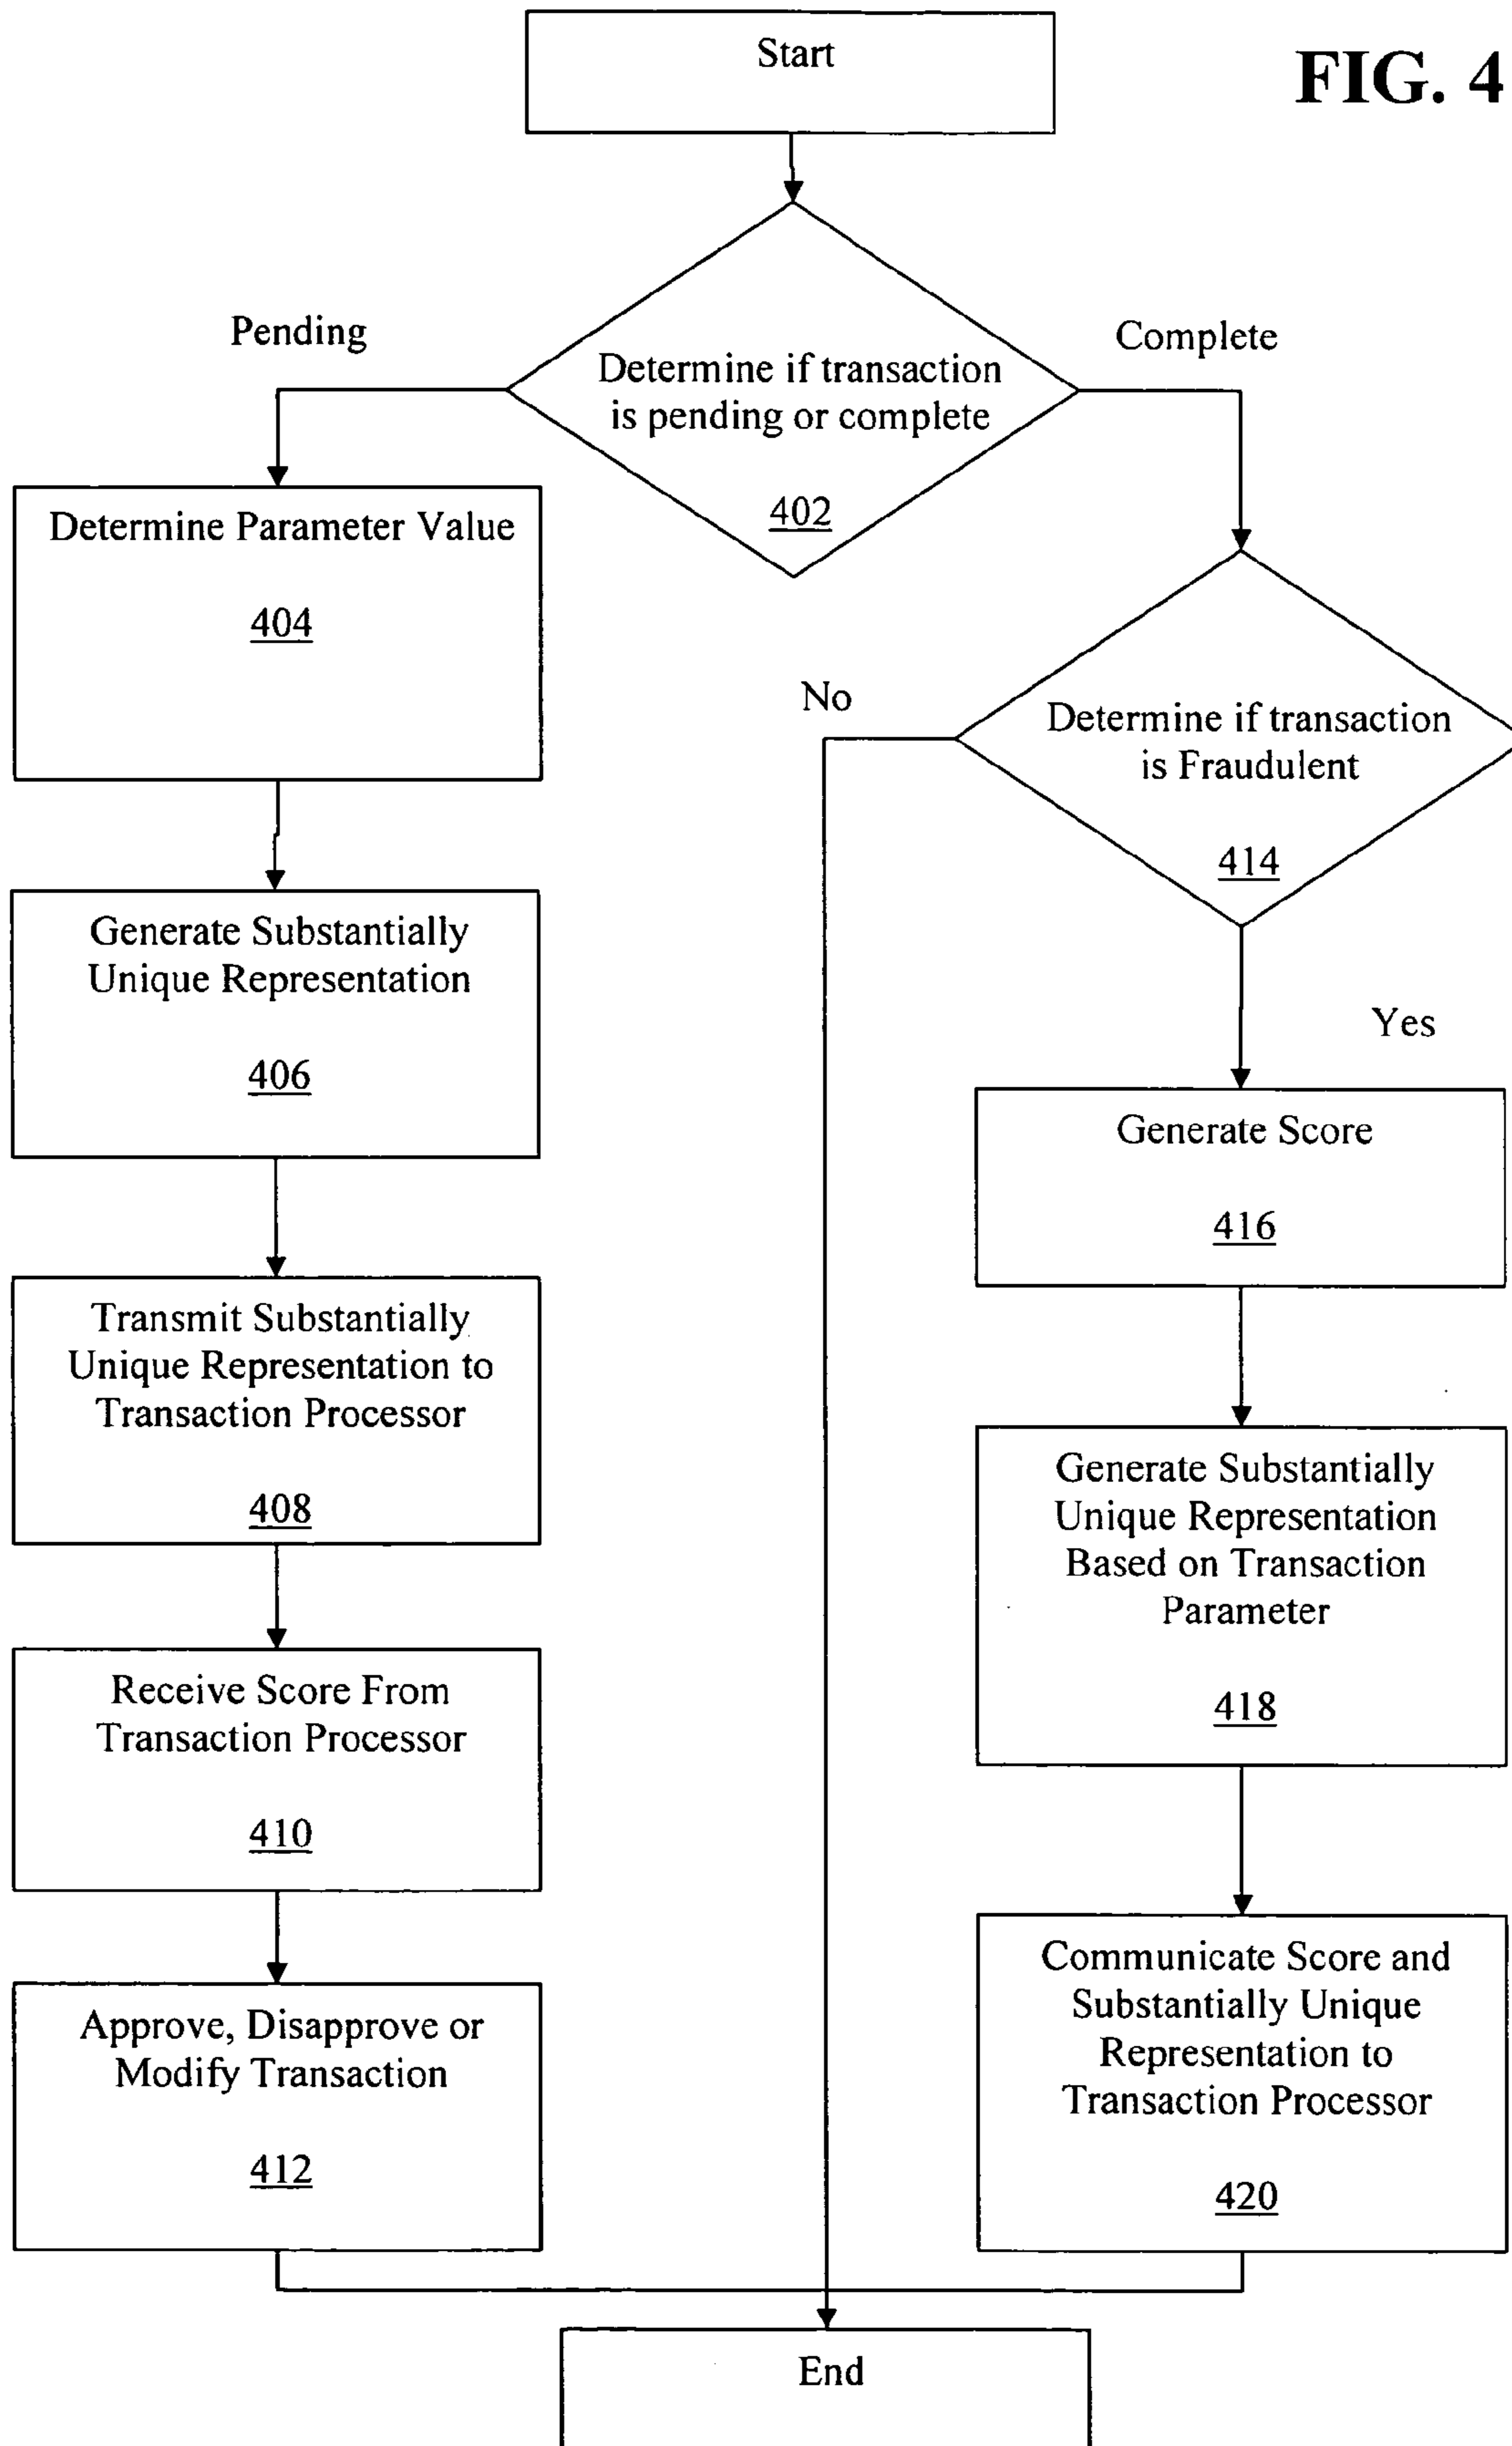 Start
FIG. 4
Pending
Complete
Determine if transaction
is pending or complete
402
Determine Parameter Value
404
No
Determine if transaction
is Fraudulent
414
Generate Substantially
Unique Representation
406
Yes
Generate Score
416
Transmit Substantially
Unique Representation to
Transaction Processor
408
Generate Substantially
Unique Representation
Based on Transaction
Parameter
418
Receive Score From
Transaction Processor
410
Communicate Score and
Substantially Unique
Representation to
Transaction Processor
420
Approve, Disapprove or
Modify Transaction
412
End